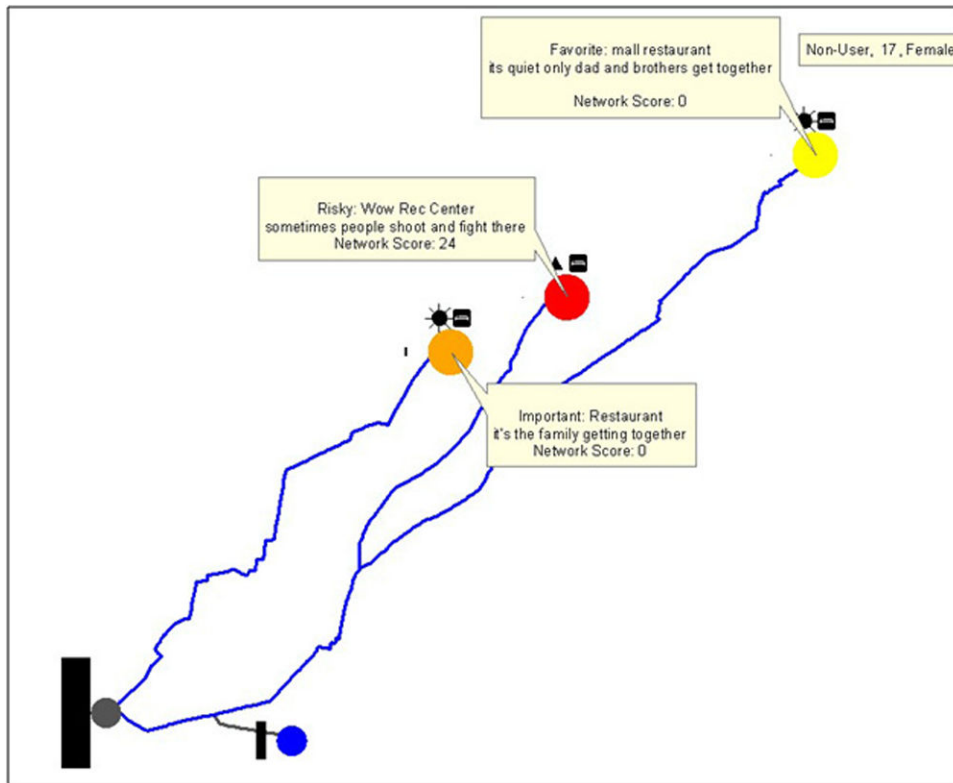 Favorite: mall restaurant
its quiet only dad and brothers get together
Network Score: 0
Non-User, 17, Female
Risky: Wow Rec Center
sometimes people shoot and fight there
Network Score: 24
Important: Restaurant
it's the family getting together
Network Score: 0